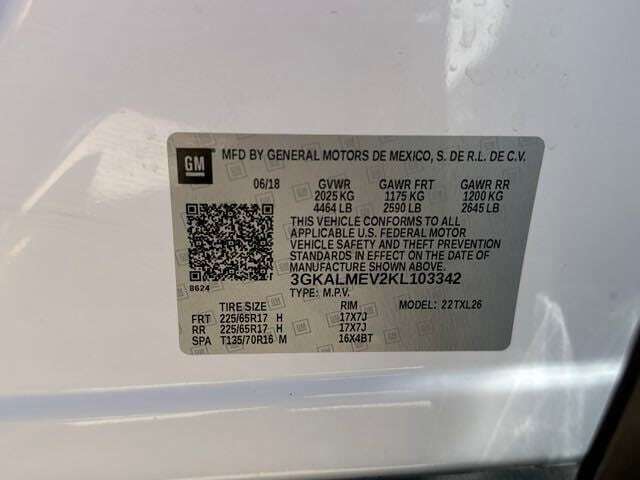 GM MFD BY GENERAL MOTORS DE MEXICO, S. DE R.L. DE C.V.
06/18 GVWR GAWR FRT GAWR RR
2025 KG 1175 KG 1200 KG
4464 LB 2590 LB 2645 LB
THIS VEHICLE CONFORMS TO ALL
APPLICABLE U.S. FEDERAL MOTOR
VEHICLE SAFETY AND THEFT PREVENTION
STANDARDS IN EFFECT ON THE DATE OF
MANUFACTURE SHOWN ABOVE.
3GKALMEV2KL103342
8624
TYPE: M.P.V.
TIRE SIZE RIM MODEL: 22TXL26
FRT 225/65R17 H 17X7J
RR 225/65R17 H 17X7J
SPA T135/70R16 M 16X4BT